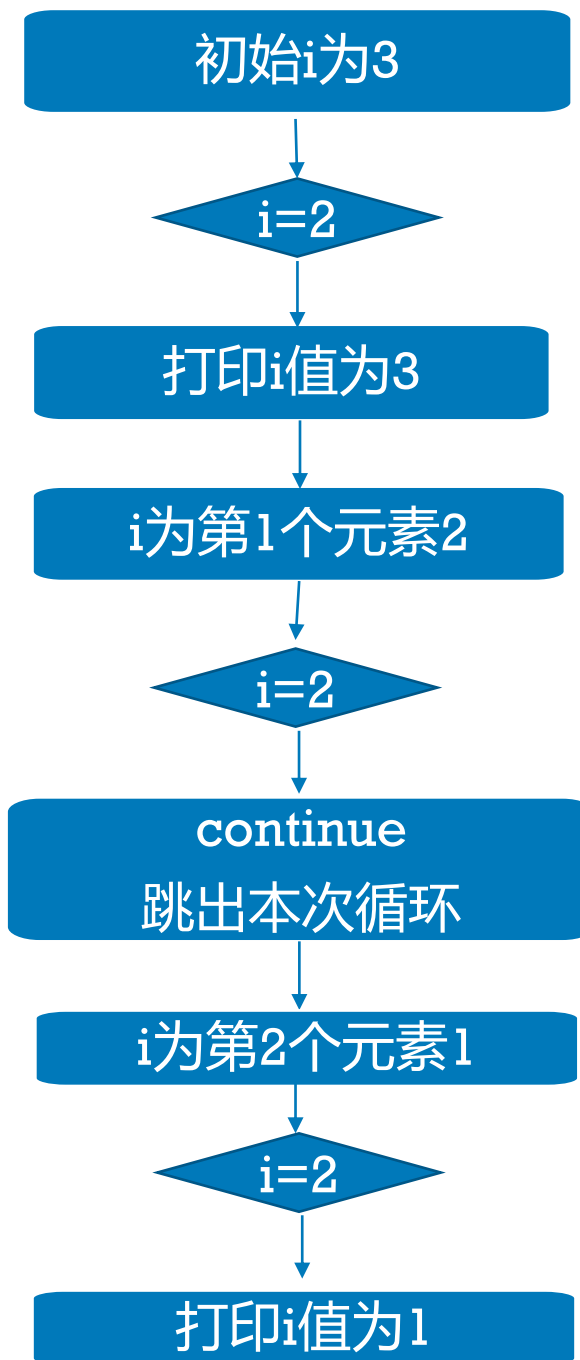 初始i为3
i=2
打印i值为3
i为第1个元素2
i=2
continue
跳出本次循环
i为第2个元素1
i=2
打印i值为1